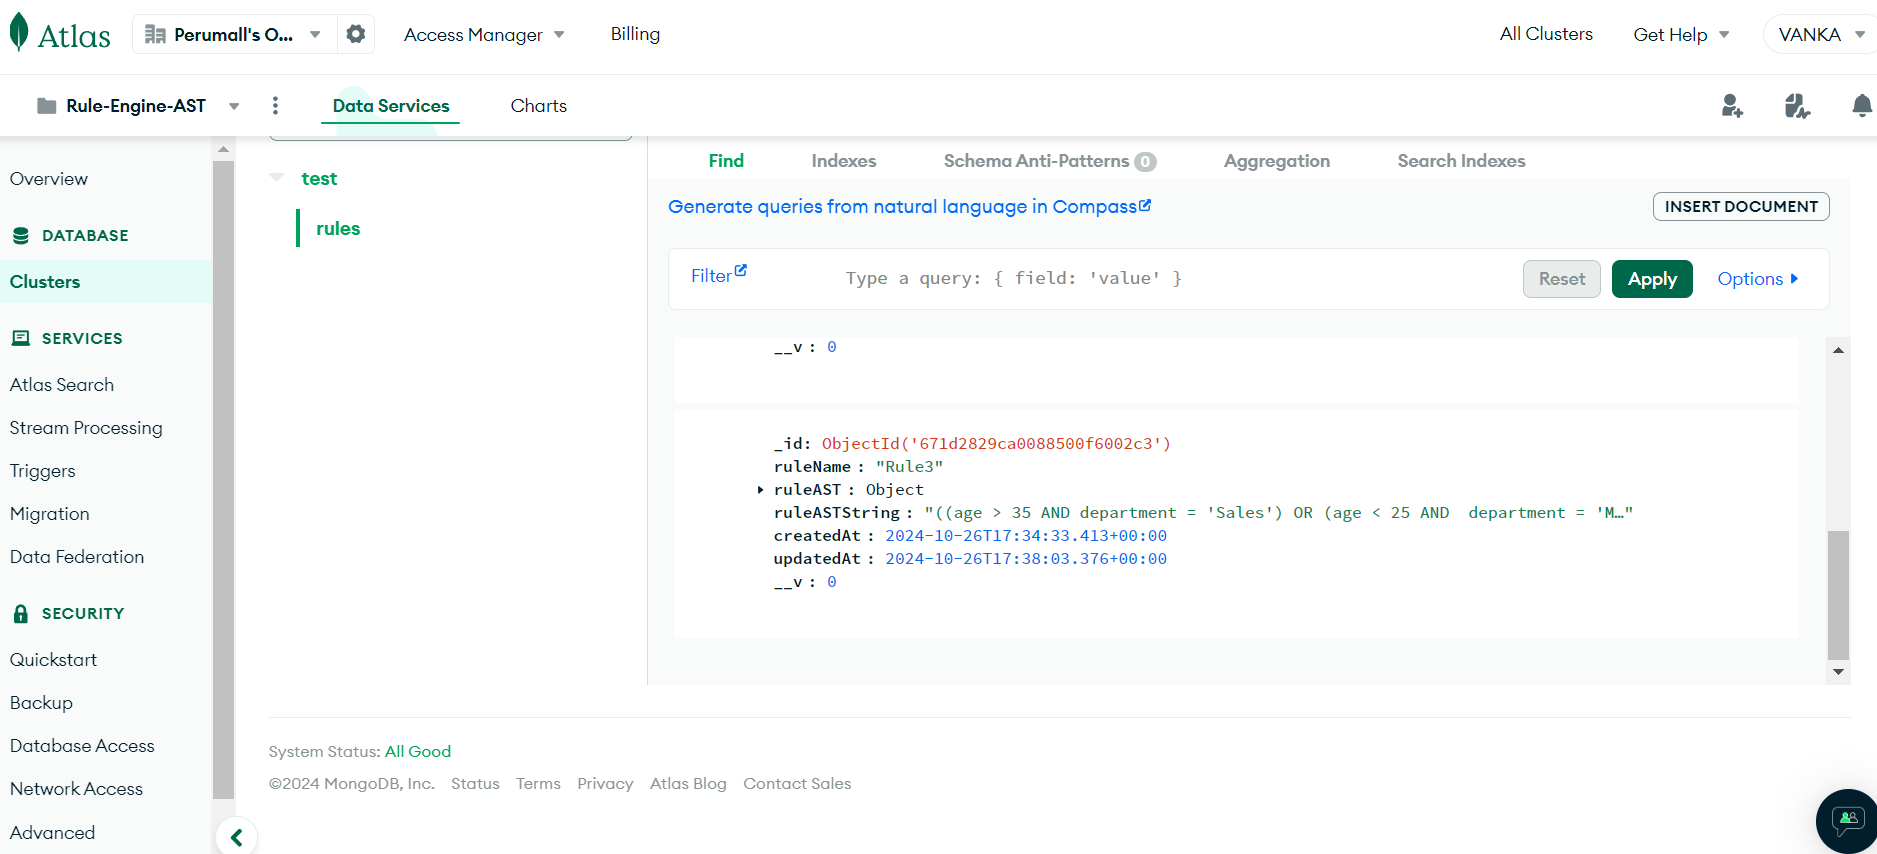 Atlas
Perumall's O...
Access Manager
Billing
All Clusters
Get Help
VANKA
Rule-Engine-AST
Data Services
Charts
Overview
DATABASE
Clusters
SERVICES
Atlas Search
Stream Processing
Triggers
Migration
Data Federation
SECURITY
Quickstart
Backup
Database Access
Network Access
Advanced
test
rules
Find
Indexes
Schema Anti-Patterns 0
Aggregation
Search Indexes
Generate queries from natural language in Compass
INSERT DOCUMENT
Filter
Type a query: { field: 'value' }
Reset
Apply
Options
__v : 0
_id: ObjectId('671d2829ca0088500f6002c3')
ruleName : "Rule3"
ruleAST : Object
ruleASTString : "((age > 35 AND department = 'Sales') OR (age < 25 AND  department = 'M…"
createdAt : 2024-10-26T17:34:33.413+00:00
updatedAt : 2024-10-26T17:38:03.376+00:00
__v : 0
System Status: All Good
©2024 MongoDB, Inc.
Status
Terms
Privacy
Atlas Blog
Contact Sales